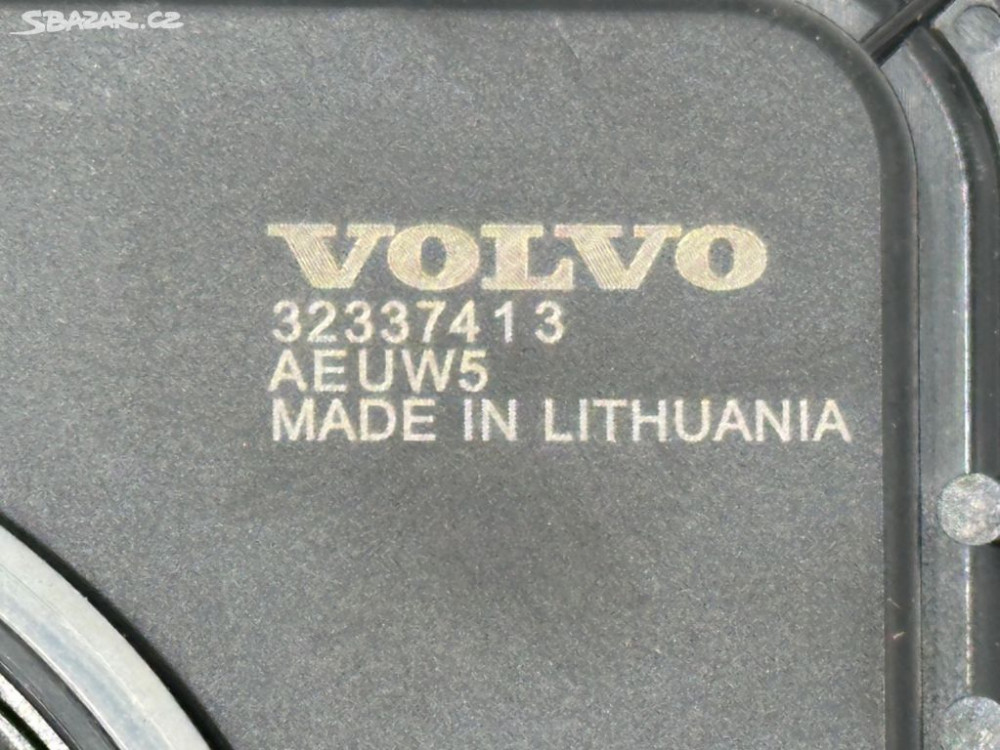 SBAZAR.CZ
VOLVO
32337413
AEUW5
MADE IN LITHUANIA